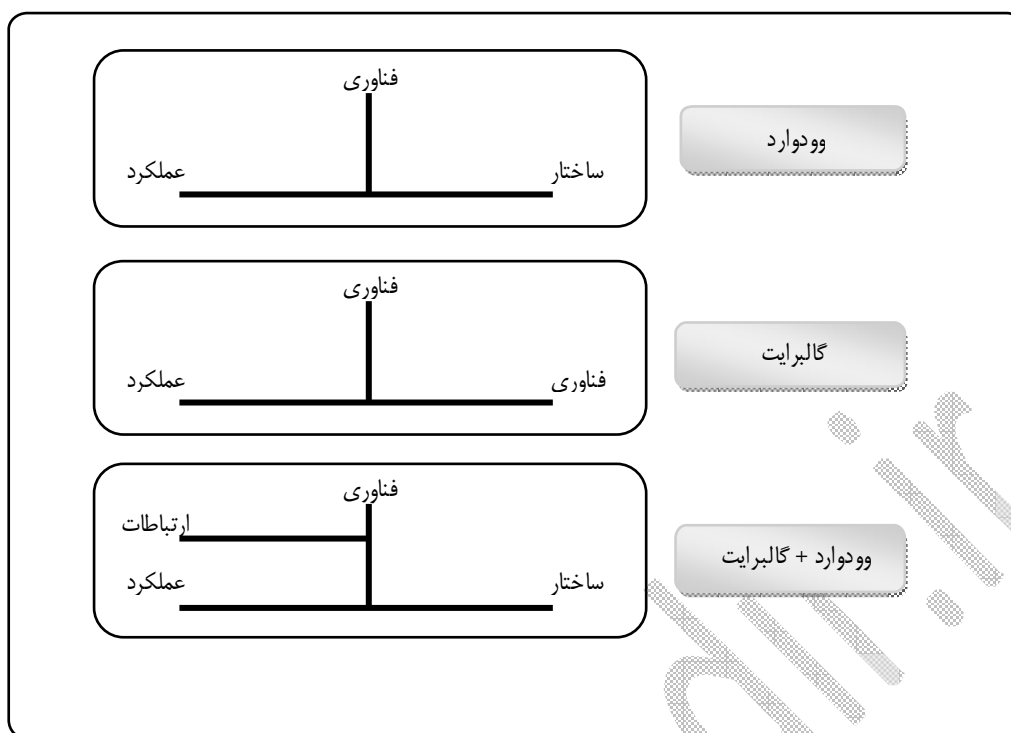 فناوری
وودوارد
ساختار
عملکرد
فناوری
گالبرایت
فناوری
عملکرد
فناوری
ارتباطات
وودوارد + گالبرایت
ساختار
عملکرد